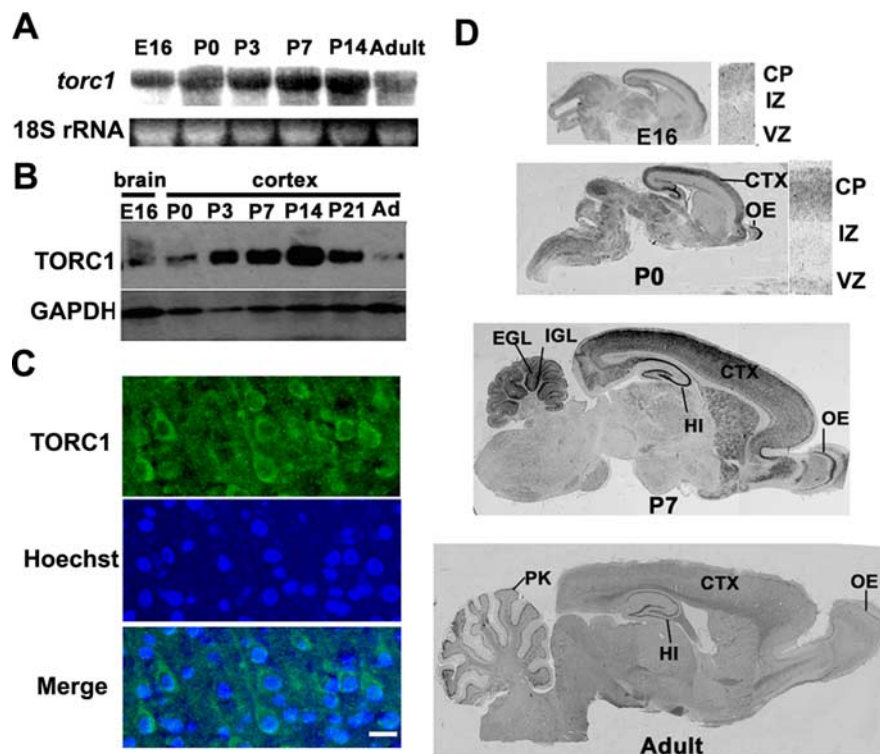 A
E16 P0 P3 P7 P14 Adult
torc1
18S rRNA
B
brain cortex
E16 P0 P3 P7 P14 P21 Ad
TORC1
GAPDH
C
TORC1
Hoechst
Merge
D
CP
IZ
VZ
E16
CTX
OE
CP
IZ
VZ
P0
EGL IGL
CTX
HI
OE
P7
PK
CTX
OE
HI
Adult